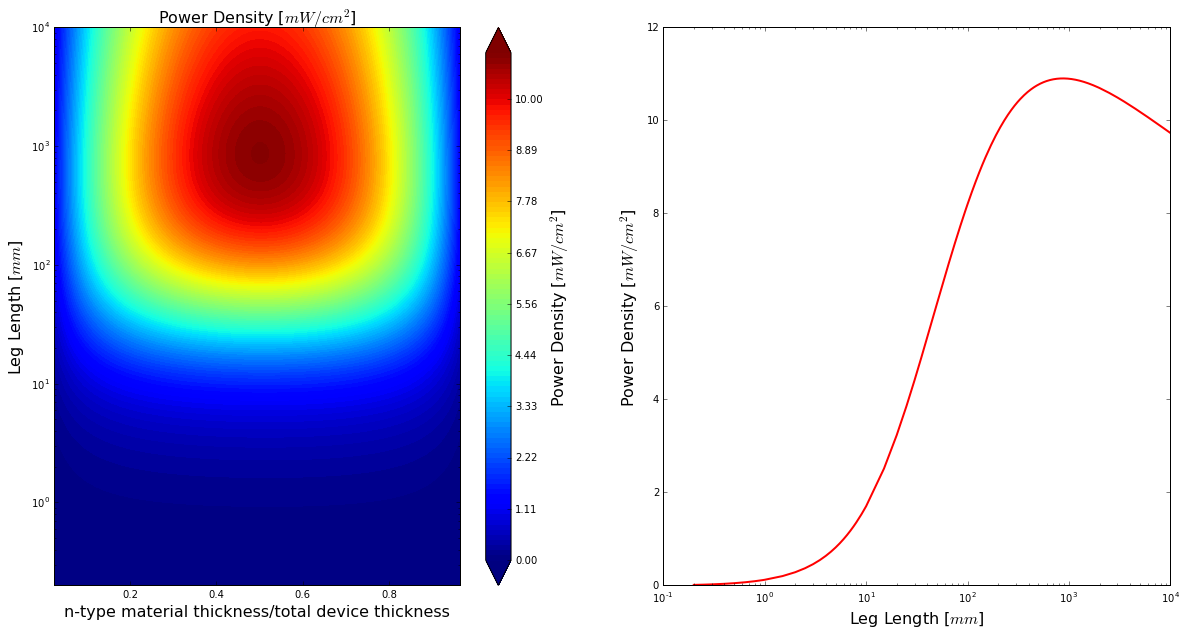 Power Density [mW/cm²]
10⁴
10³
10²
10¹
10⁰
Leg Length [mm]
0.2 0.4 0.6 0.8
n-type material thickness/total device thickness
10.00
8.89
7.78
6.67
5.56
4.44
3.33
2.22
1.11
0.00
Power Density [mW/cm²]
12
10
8
6
4
2
0
Power Density [mW/cm²]
10⁻¹ 10⁰ 10¹ 10² 10³ 10⁴
Leg Length [mm]